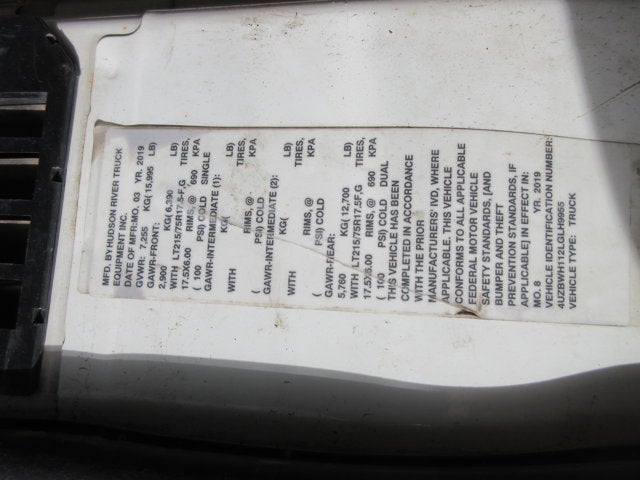 MFD. BY:HUDSON RIVER TRUCK
EQUIPMENT INC.
DATE OF MFR:MO. 03 YR. 2019
GVWR: 7,255 KG( 15,995 LB)
GAWR-FRONT:
2,900 KG( 6,390 LB)
WITH LT215/75R17.5-F,G TIRES,
17.5X6.00 RIMS, @ 690 KPA
( 100 PSI) COLD SINGLE
GAWR-INTERMEDIATE (1):
KG( LB)
WITH TIRES,
RIMS, @ KPA
( PSI) COLD
GAWR-INTERMEDIATE (2):
KG( LB)
WITH TIRES,
RIMS, @ KPA
( PSI) COLD
GAWR-REAR:
5,760 KG( 12,700 LB)
WITH LT215/75R17.5F,G TIRES,
17.5X6.00 RIMS, @ 690 KPA
( 100 PSI) COLD DUAL
THIS VEHICLE HAS BEEN
COMPLETED IN ACCORDANCE
WITH THE PRIOR
MANUFACTURERS' IVD, WHERE
APPLICABLE. THIS VEHICLE
CONFORMS TO ALL APPLICABLE
FEDERAL MOTOR VEHICLE
SAFETY STANDARDS, [AND
BUMPER AND THEFT
PREVENTION STANDARDS, IF
APPLICABLE] IN EFFECT IN:
MO. 8 YR. 2019
VEHICLE IDENTIFICATION NUMBER:
4UZBWH1112LGLH9955
VEHICLE TYPE: TRUCK